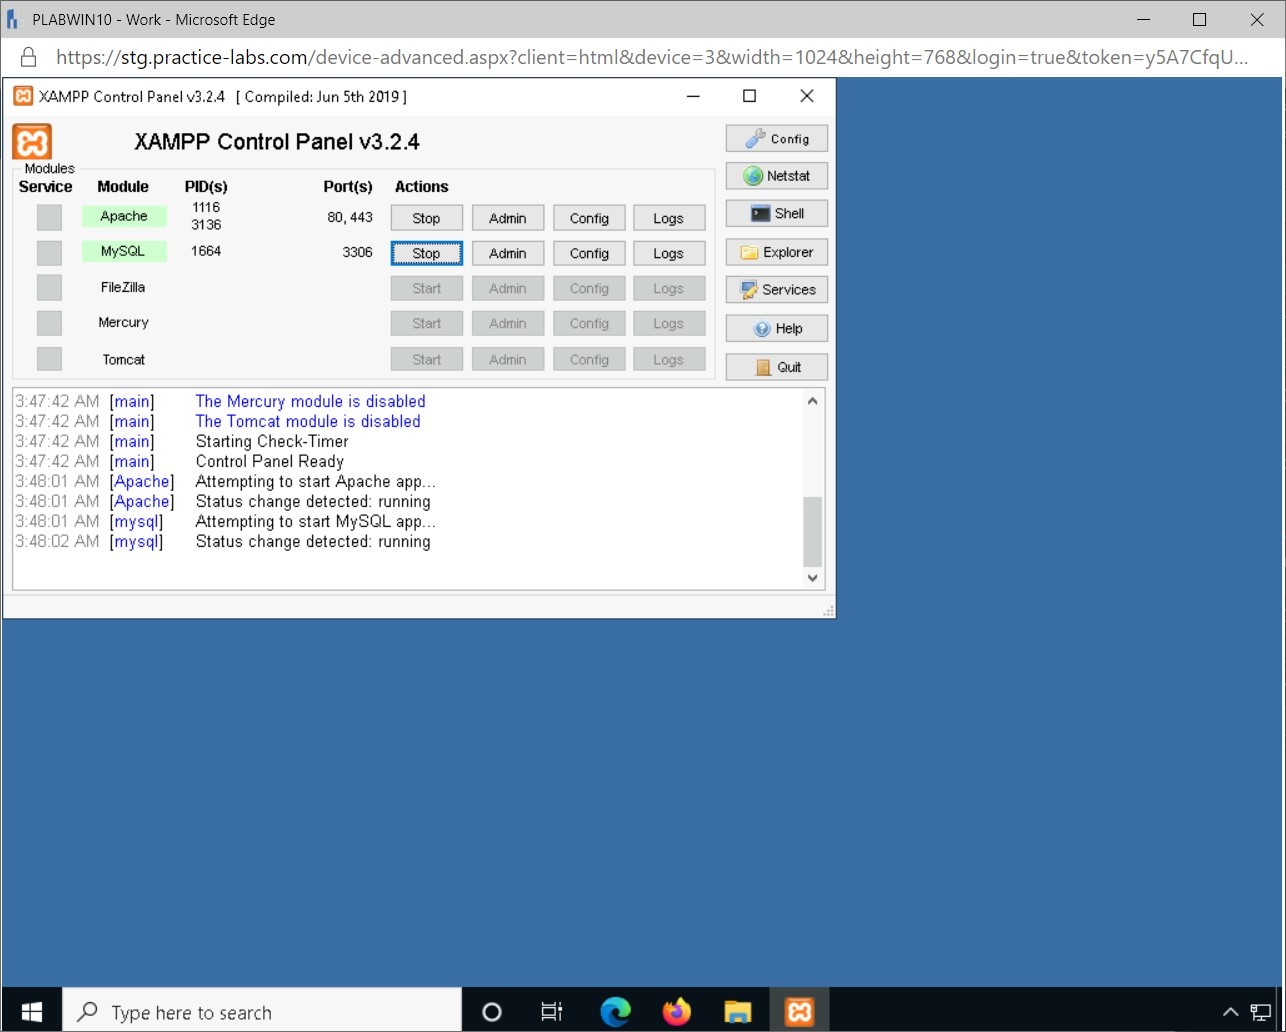 PLABWIN10 - Work - Microsoft Edge
https://stg.practice-labs.com/device-advanced.aspx?client=html&device=3&width=1024&height=768&login=true&token=y5A7CfqU...
XAMPP Control Panel v3.2.4 [ Compiled: Jun 5th 2019 ]
XAMPP Control Panel v3.2.4
Config
Modules
Service Module PID(s) Port(s) Actions
Netstat
Apache 1116 3136 80, 443 Stop Admin Config Logs
Shell
MySQL 1664 3306 Stop Admin Config Logs
Explorer
FileZilla Start Admin Config Logs
Services
Mercury Start Admin Config Logs
Help
Tomcat Start Admin Config Logs
Quit
3:47:42 AM [main] The Mercury module is disabled
3:47:42 AM [main] The Tomcat module is disabled
3:47:42 AM [main] Starting Check-Timer
3:47:42 AM [main] Control Panel Ready
3:48:01 AM [Apache] Attempting to start Apache app...
3:48:01 AM [Apache] Status change detected: running
3:48:01 AM [mysql] Attempting to start MySQL app...
3:48:02 AM [mysql] Status change detected: running
Type here to search